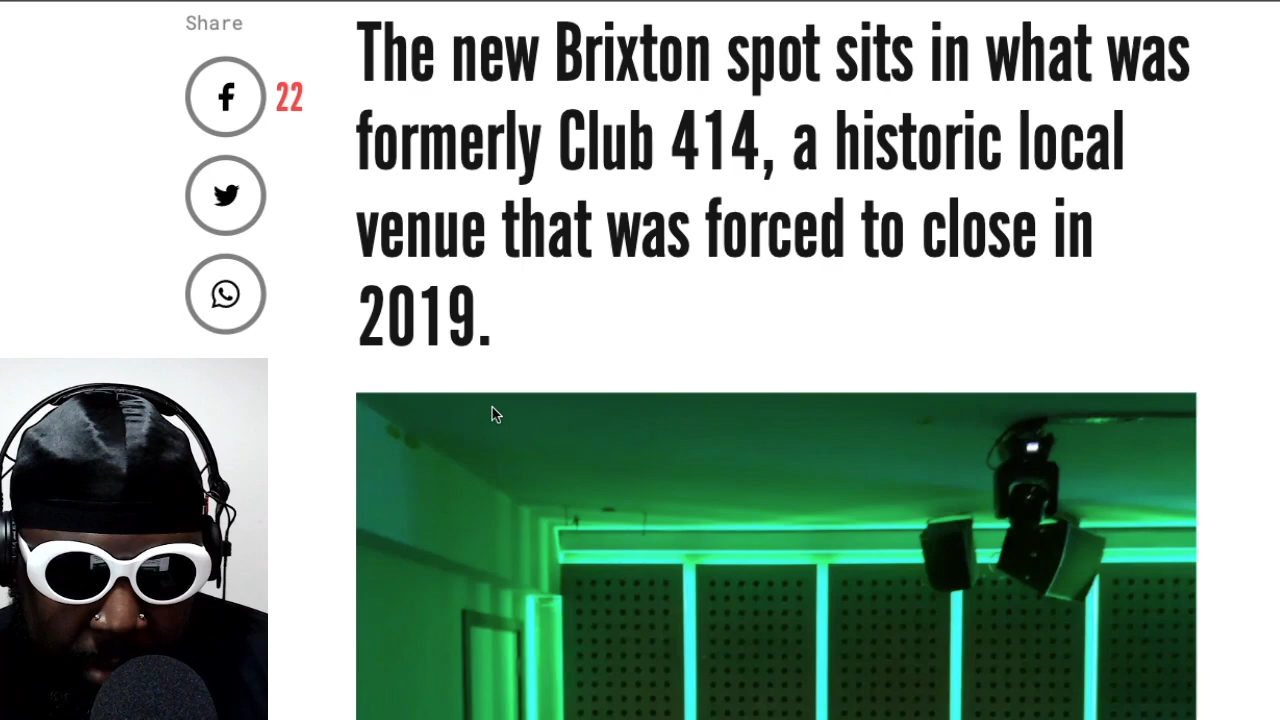 Share
22
The new Brixton spot sits in what was
formerly Club 414, a historic local
venue that was forced to close in
2019.